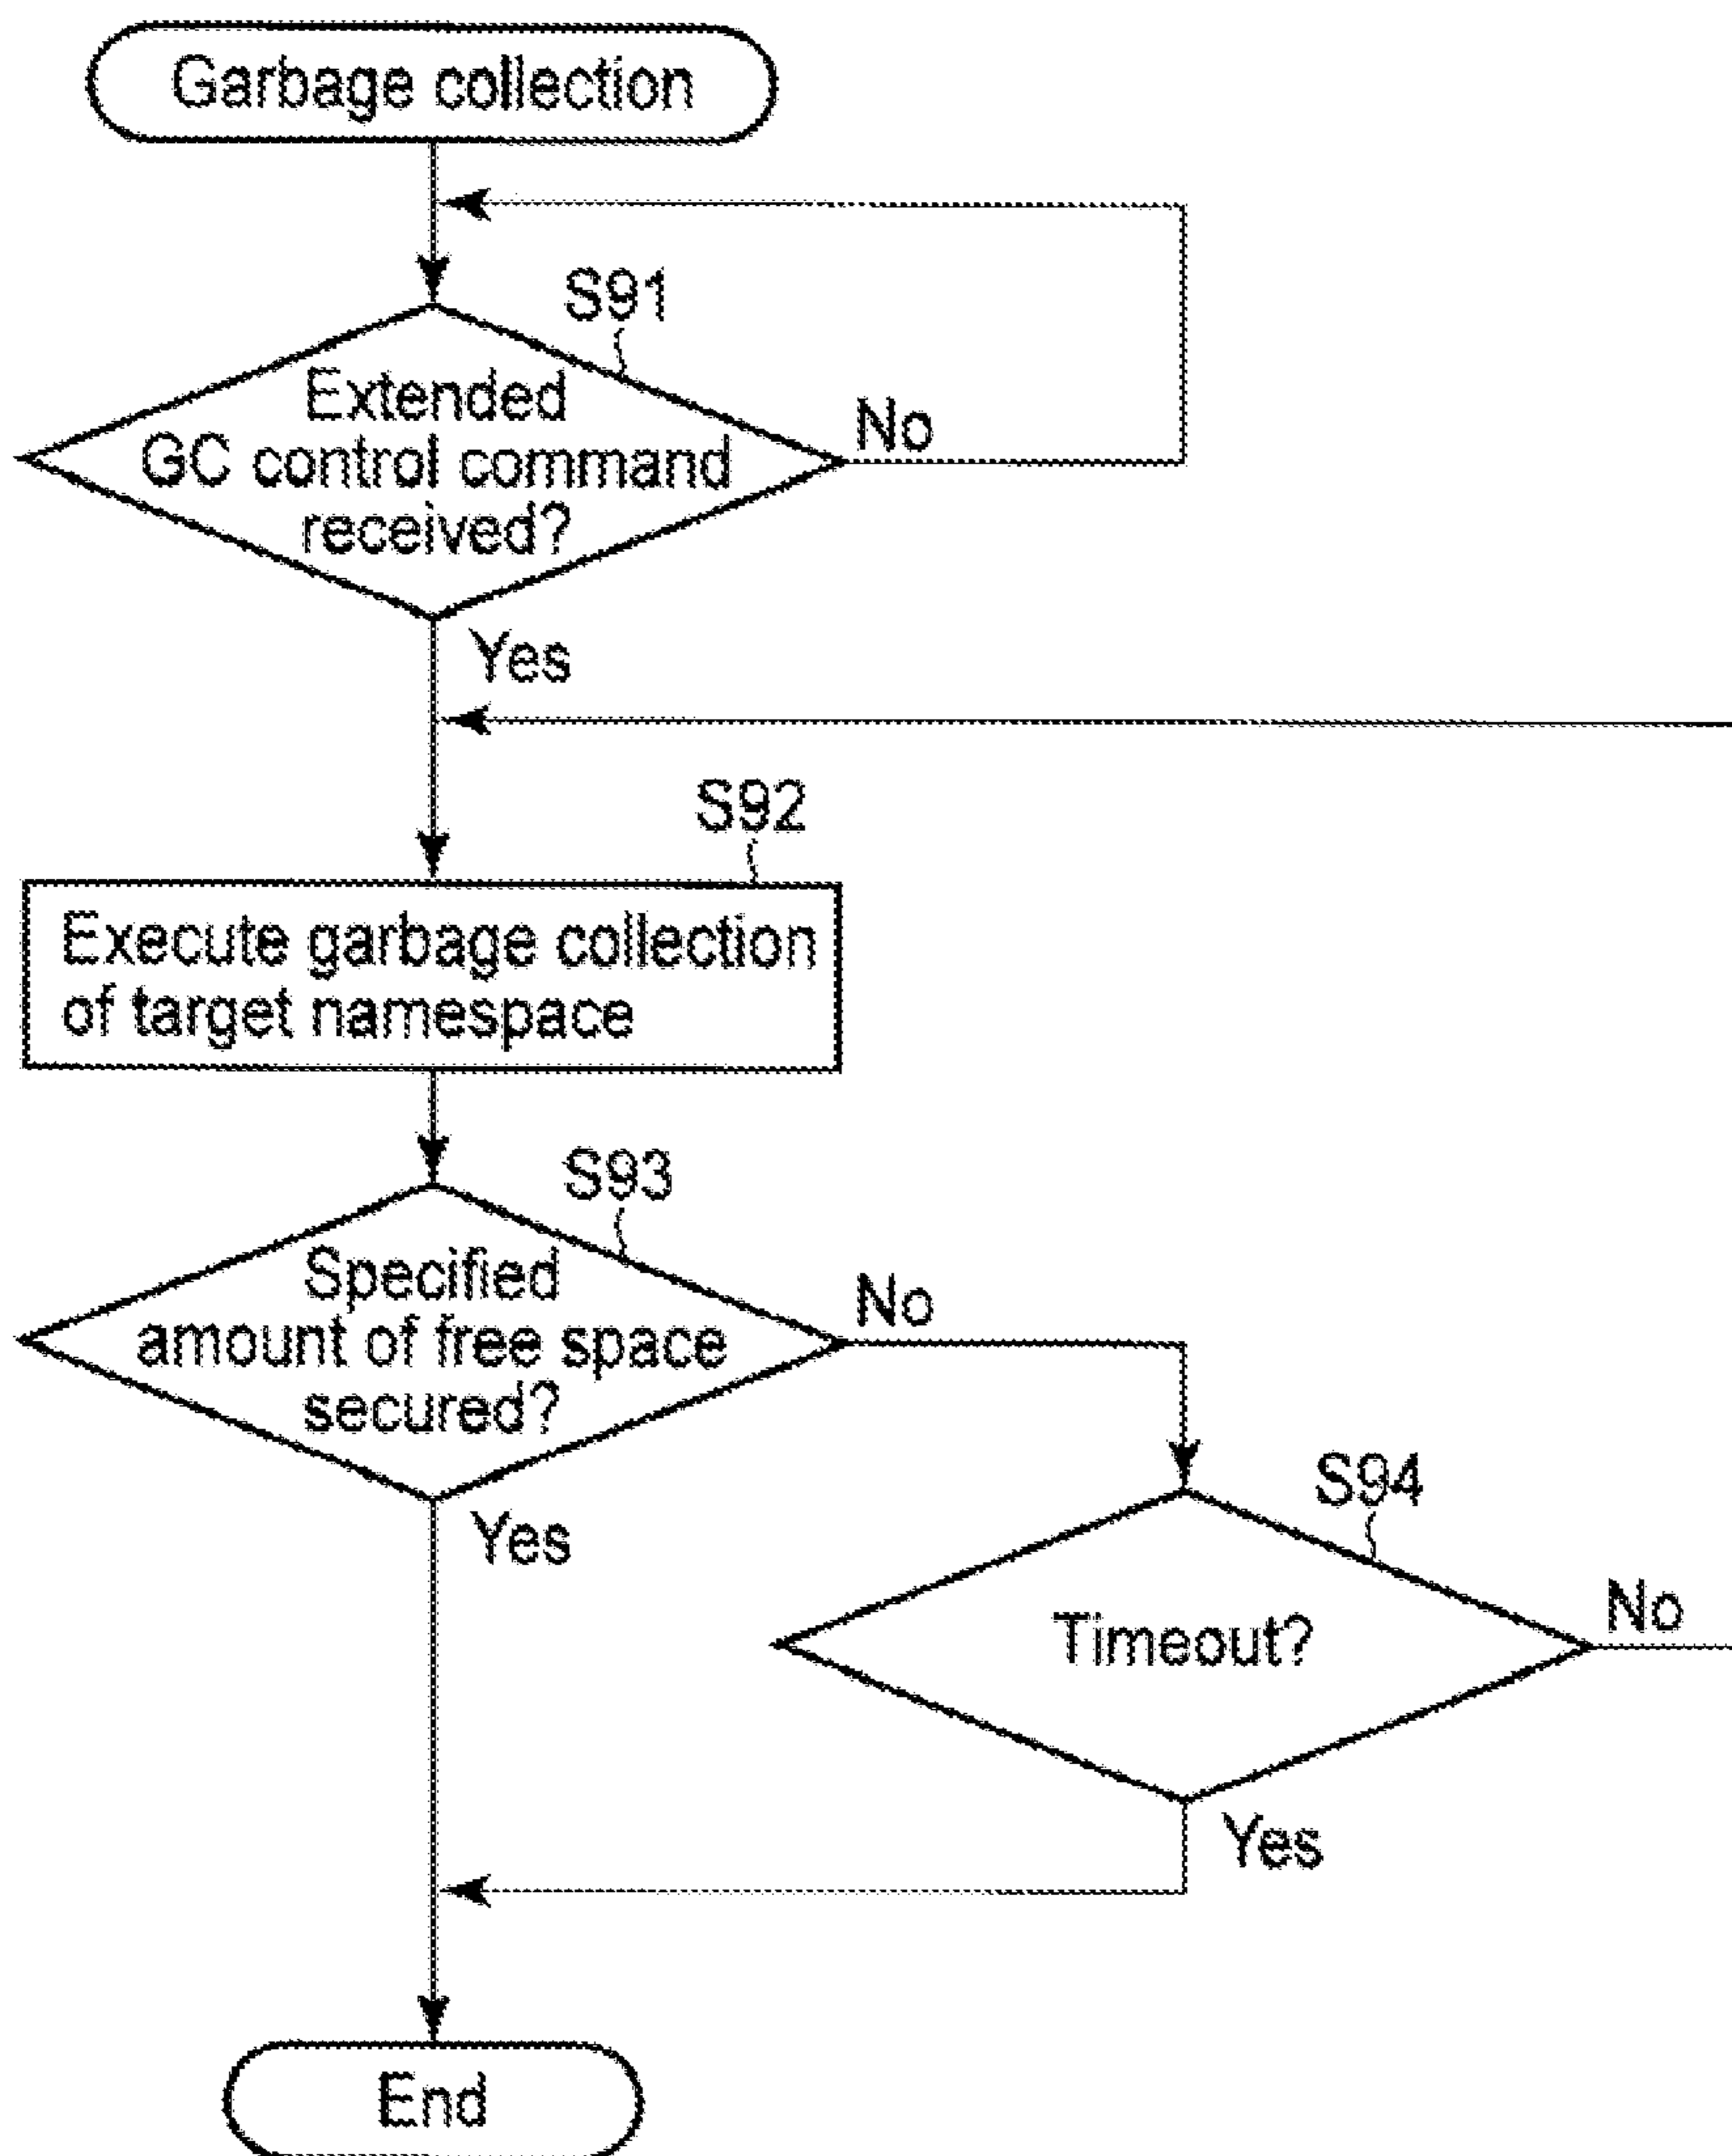 Garbage collection
S91
Extended
GC control command
received?
No
Yes
S92
Execute garbage collection
of target namespace
S93
Specified
amount of free space
secured?
No
Yes
S94
Timeout?
No
Yes
End